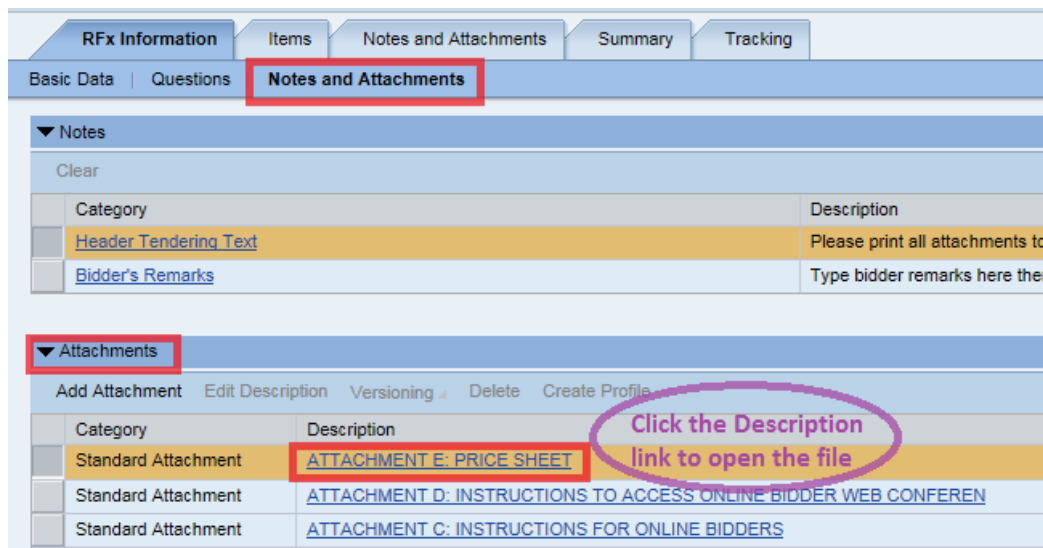 RFx Information Items Notes and Attachments Summary Tracking
Basic Data | Questions Notes and Attachments
Notes
Clear
Category Description
Header Tendering Text Please print all attachments to
Bidder's Remarks Type bidder remarks here the
Attachments
Add Attachment Edit Description Versioning Delete Create Profile
Category Description
Standard Attachment ATTACHMENT E: PRICE SHEET
Standard Attachment ATTACHMENT D: INSTRUCTIONS TO ACCESS ONLINE BIDDER WEB CONFEREN
Standard Attachment ATTACHMENT C: INSTRUCTIONS FOR ONLINE BIDDERS
Click the Description
link to open the file